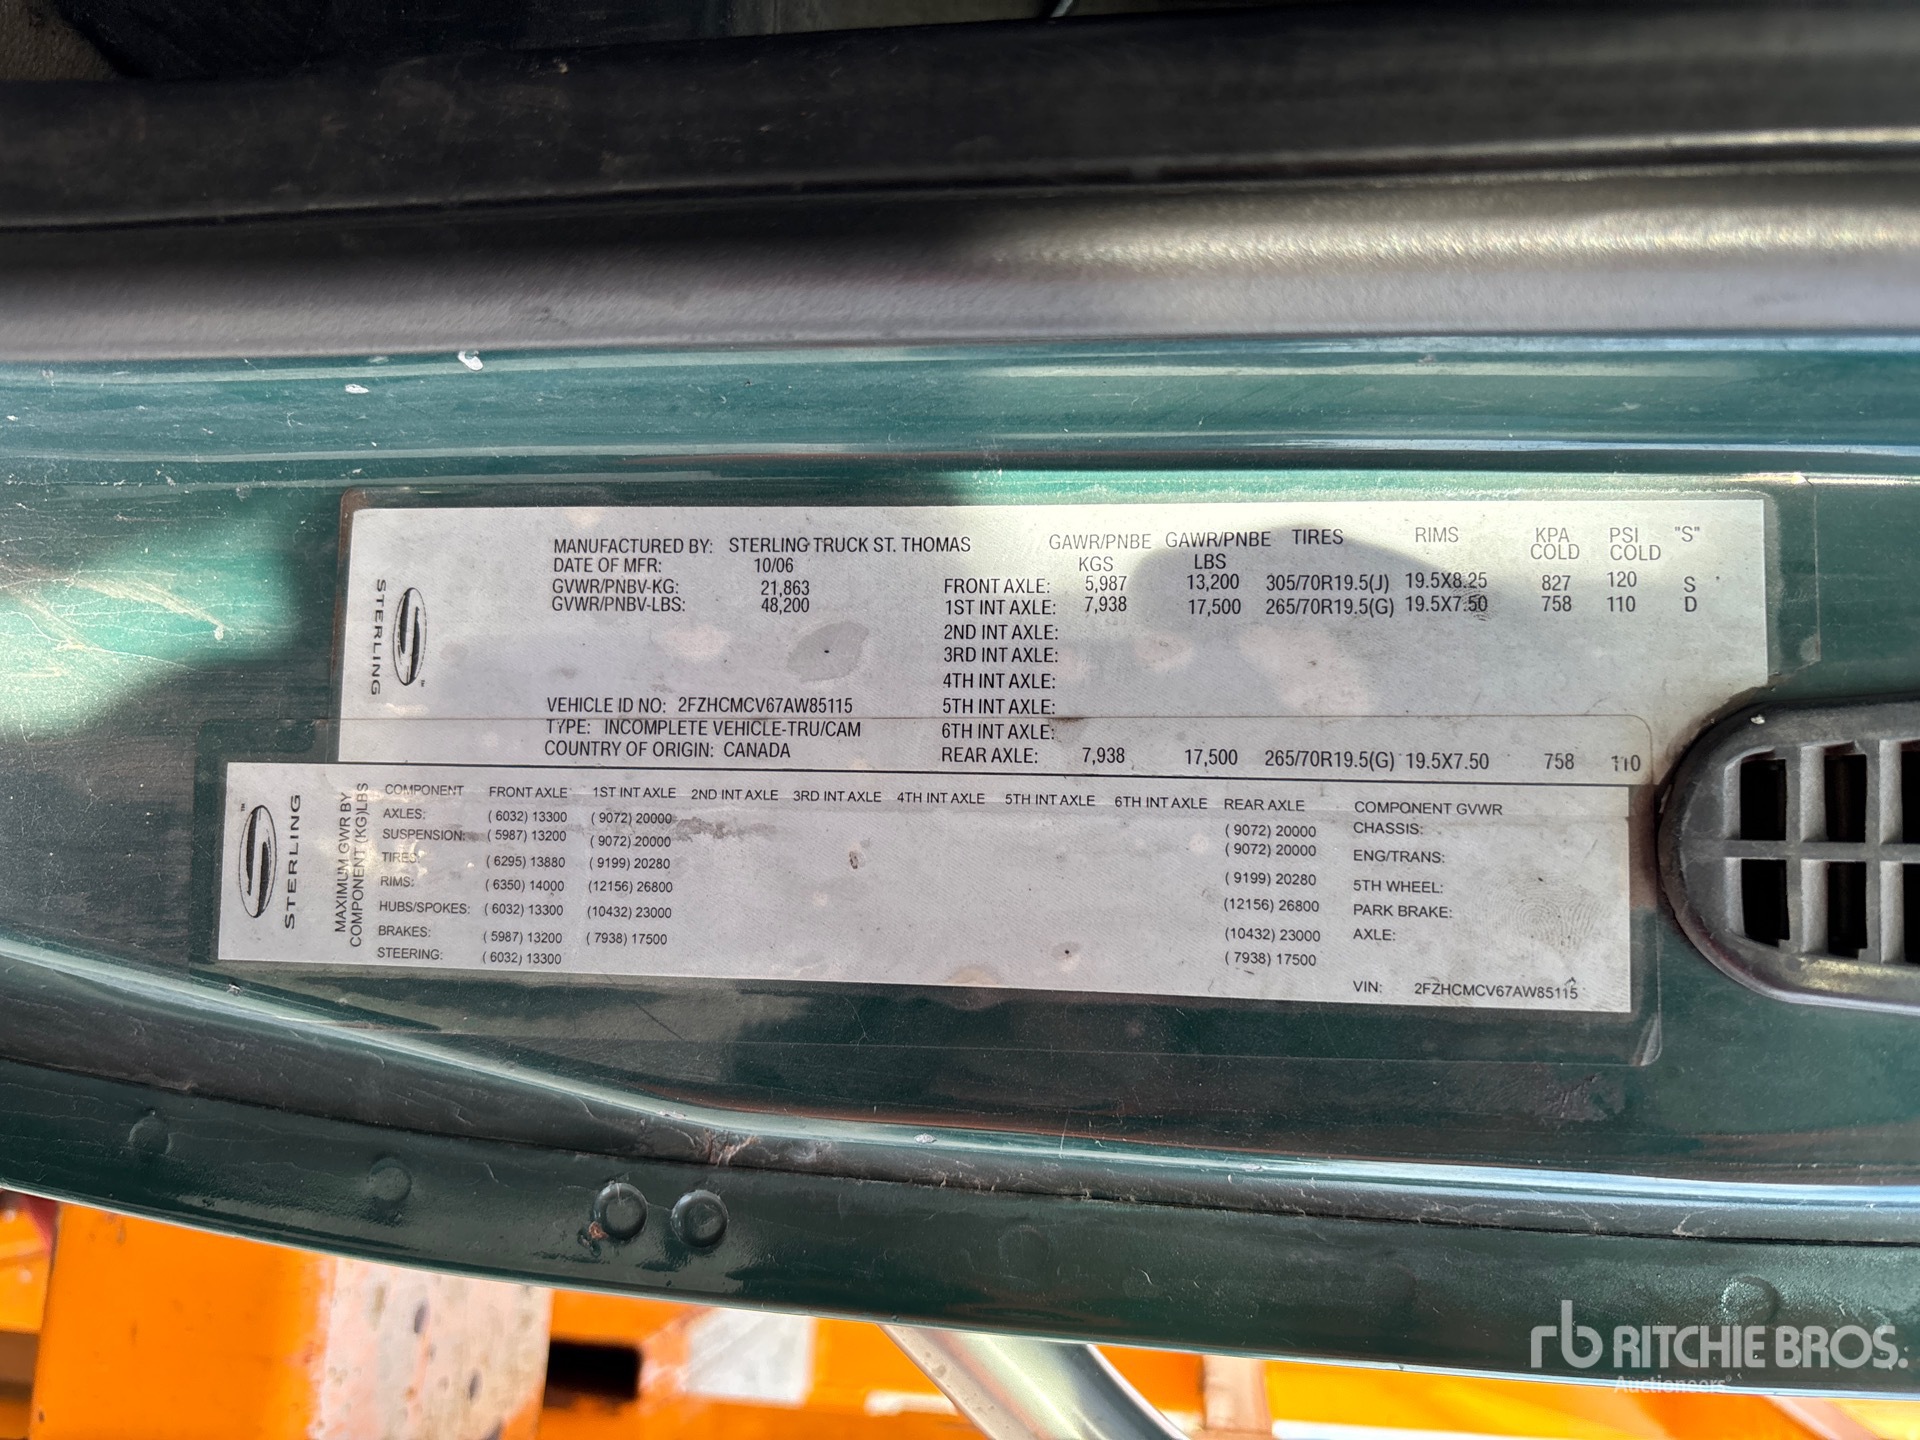 STERLING
MANUFACTURED BY: STERLING TRUCK ST. THOMAS
DATE OF MFR: 10/06
GVWR/PNBV-KG: 21,863
GVWR/PNBV-LBS: 48,200
VEHICLE ID NO: 2FZHCMCV67AW85115
TYPE: INCOMPLETE VEHICLE-TRU/CAM
COUNTRY OF ORIGIN: CANADA
GAWR/PNBE KGS GAWR/PNBE LBS TIRES RIMS KPA COLD PSI COLD "S"
FRONT AXLE: 5,987 13,200 305/70R19.5(J) 19.5X8.25 827 120 S
1ST INT AXLE: 7,938 17,500 265/70R19.5(G) 19.5X7.50 758 110 D
2ND INT AXLE:
3RD INT AXLE:
4TH INT AXLE:
5TH INT AXLE:
6TH INT AXLE:
REAR AXLE: 7,938 17,500 265/70R19.5(G) 19.5X7.50 758 110
STERLING
MAXIMUM GWR BY
COMPONENT (KG)LBS
COMPONENT FRONT AXLE 1ST INT AXLE 2ND INT AXLE 3RD INT AXLE 4TH INT AXLE 5TH INT AXLE 6TH INT AXLE REAR AXLE COMPONENT GVWR
AXLES: ( 6032) 13300 ( 9072) 20000 ( 9072) 20000 CHASSIS:
SUSPENSION: ( 5987) 13200 ( 9072) 20000 ( 9072) 20000 ENG/TRANS:
TIRES: ( 6295) 13880 ( 9199) 20280 ( 9199) 20280 5TH WHEEL:
RIMS: ( 6350) 14000 (12156) 26800 (12156) 26800 PARK BRAKE:
HUBS/SPOKES: ( 6032) 13300 (10432) 23000 (10432) 23000 AXLE:
BRAKES: ( 5987) 13200 ( 7938) 17500 ( 7938) 17500
STEERING: ( 6032) 13300
VIN: 2FZHCMCV67AW85115
rb RITCHIE BROS.
Auctioneers